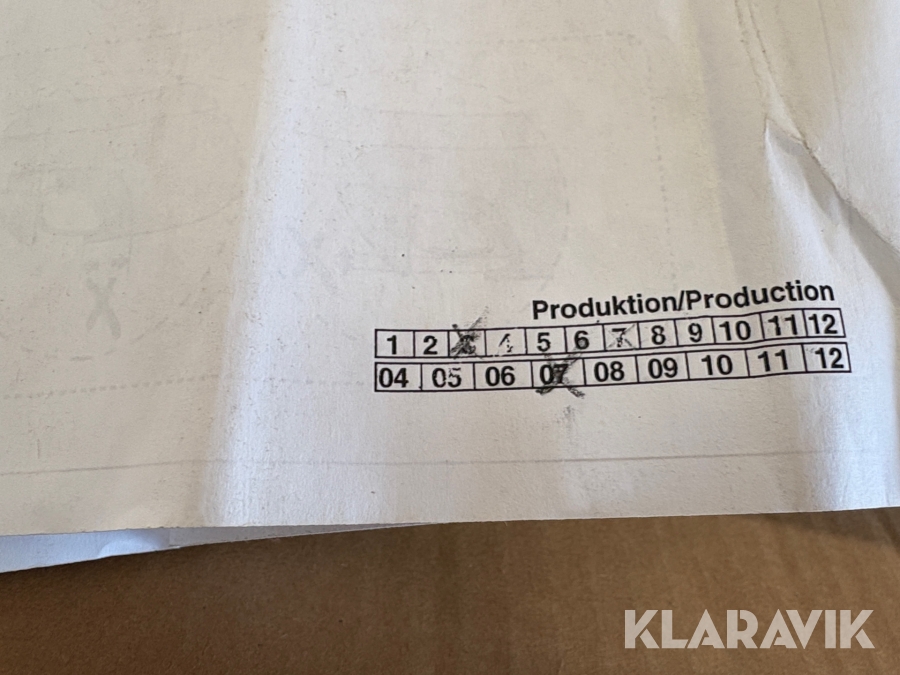 Produktion/Production
1 2 3 4 5 6 7 8 9 10 11 12
04 05 06 07 08 09 10 11 12
KLARAVIK